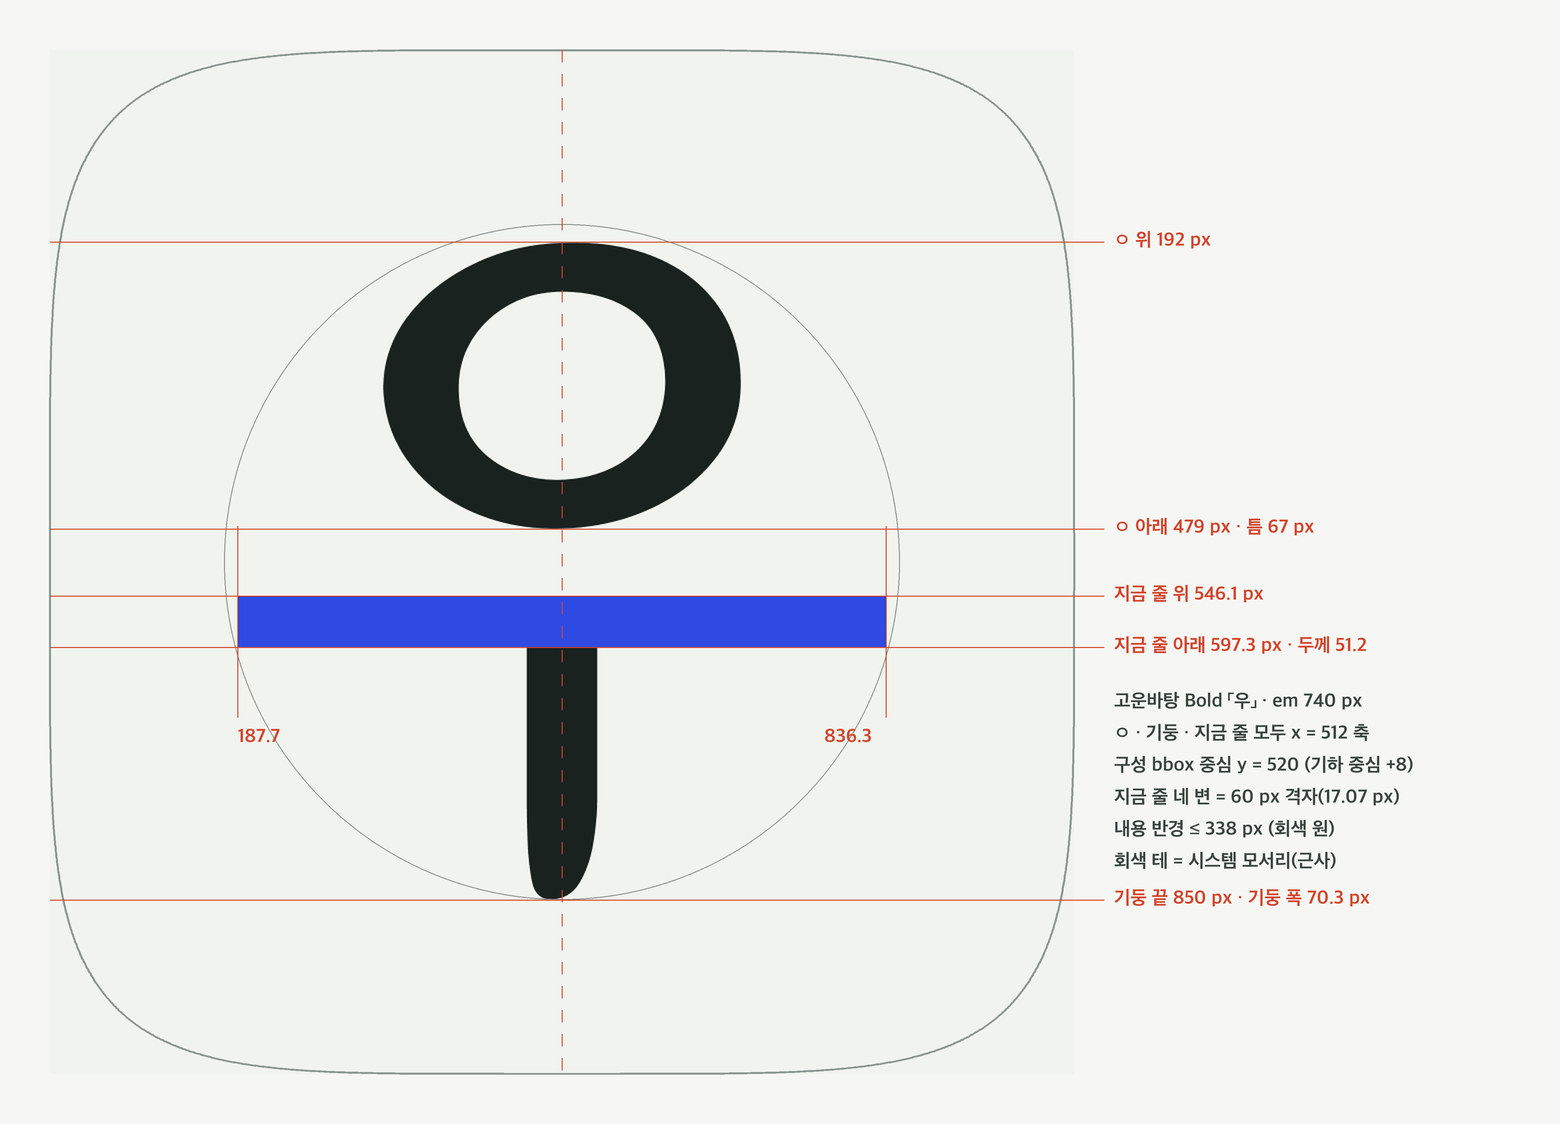 ㅇ 위 192 px
ㅇ 아래 479 px · 틈 67 px
지금 줄 위 546.1 px
지금 줄 아래 597.3 px · 두께 51.2
고운바탕 Bold 「우」 · em 740 px
187.7
836.3
ㅇ · 기둥 · 지금 줄 모두 x = 512 축
구성 bbox 중심 y = 520 (기하 중심 +8)
지금 줄 네 변 = 60 px 격자(17.07 px)
내용 반경 ≤ 338 px (회색 원)
회색 테 = 시스템 모서리(근사)
기둥 끝 850 px · 기둥 폭 70.3 px